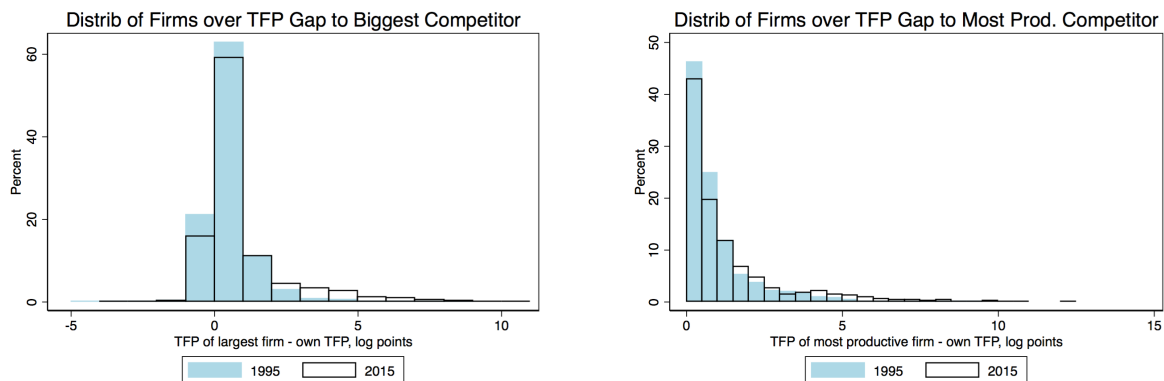 Distrib of Firms over TFP Gap to Biggest Competitor
60
40
20
0
Percent
-5 0 5 10
TFP of largest firm - own TFP, log points
1995 2015
Distrib of Firms over TFP Gap to Most Prod. Competitor
50
40
30
20
10
0
Percent
0 5 10 15
TFP of most productive firm - own TFP, log points
1995 2015